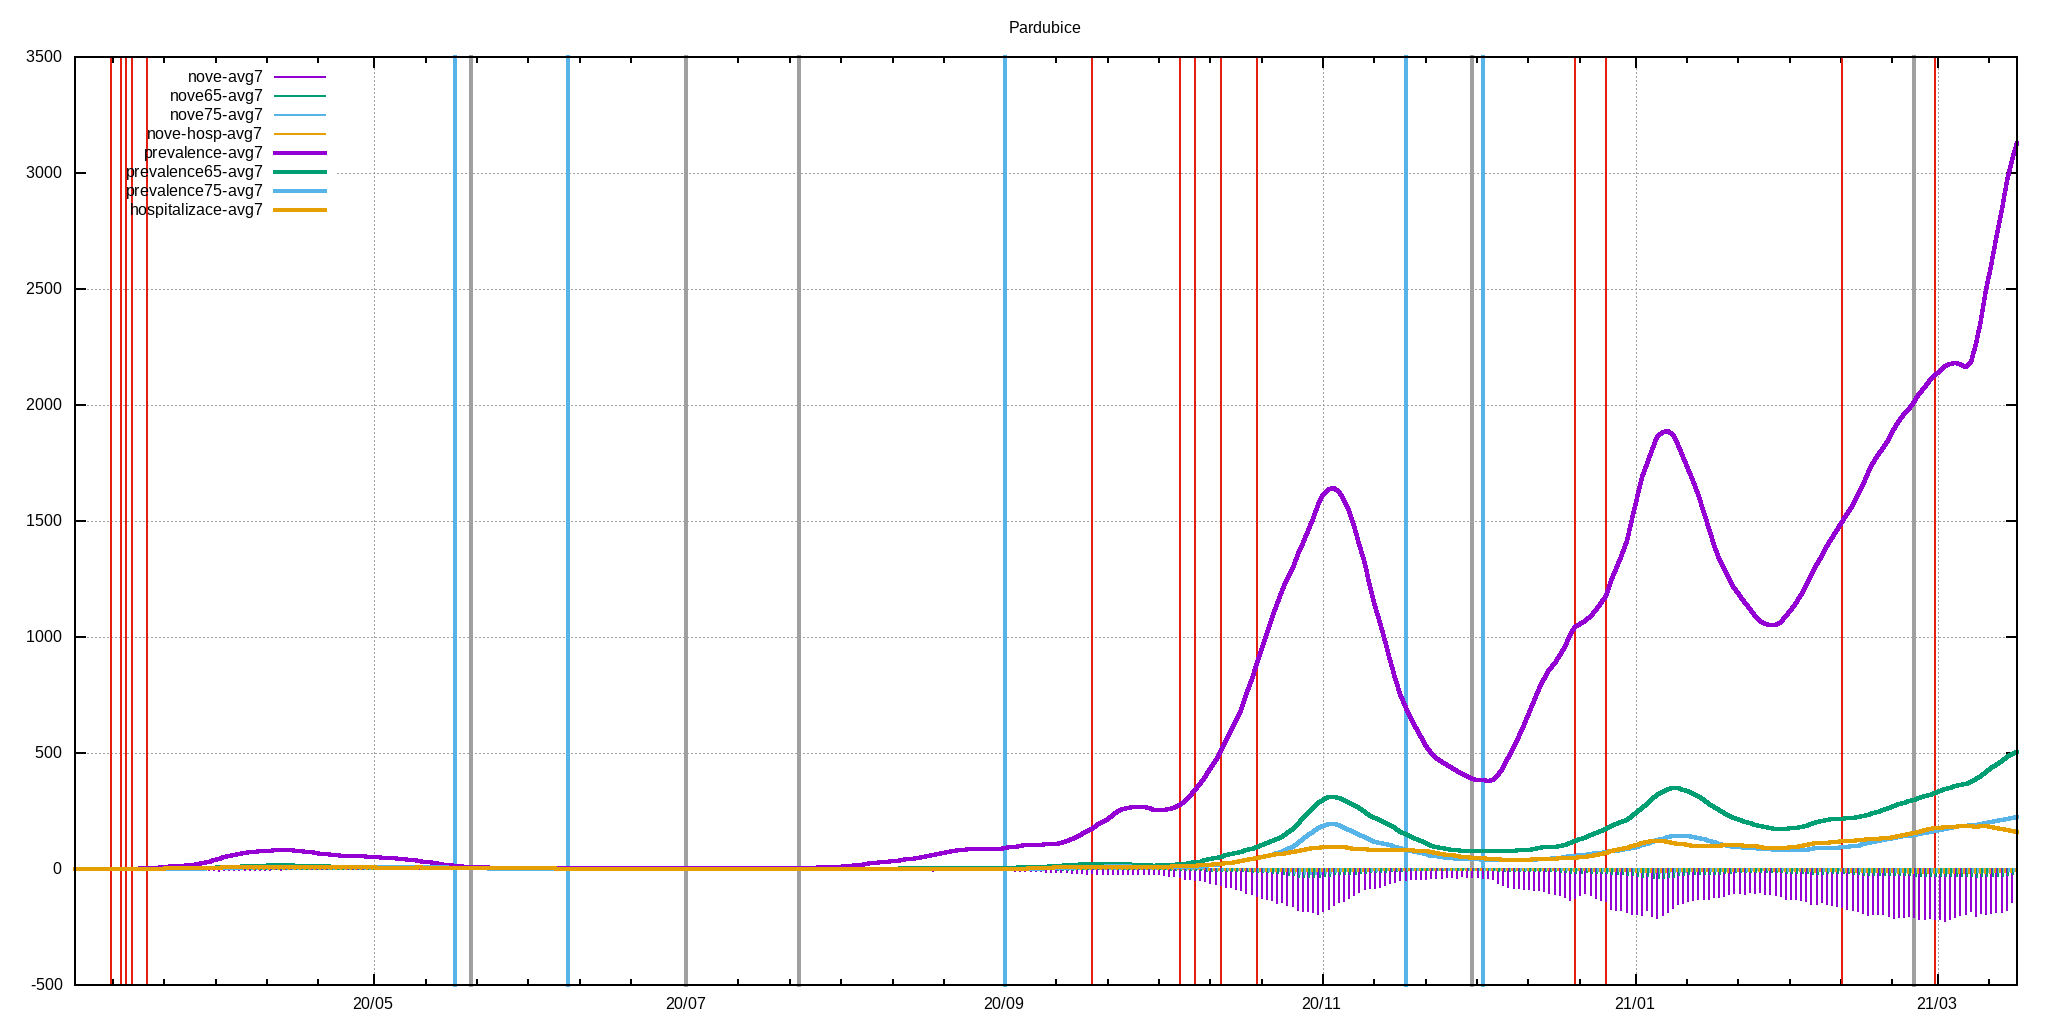 Pardubice
3500
3000
2500
2000
1500
1000
500
0
-500
nove-avg7
nove65-avg7
nove75-avg7
nove-hosp-avg7
prevalence-avg7
prevalence65-avg7
prevalence75-avg7
hospitalizace-avg7
20/05
20/07
20/09
20/11
21/01
21/03